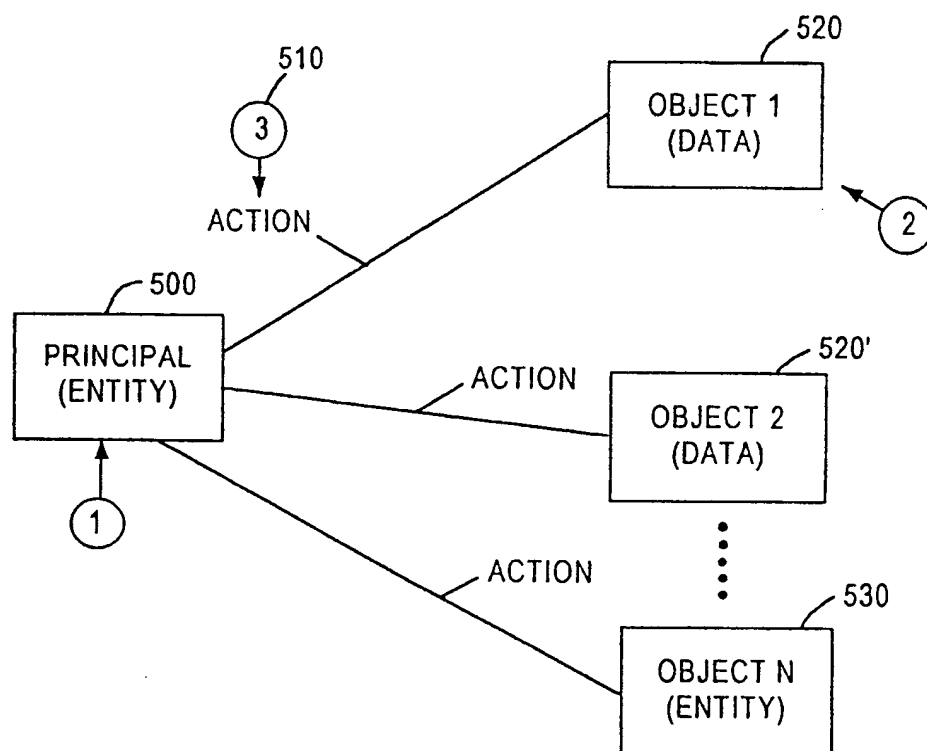 510
520
3
OBJECT 1
(DATA)
ACTION
2
500
PRINCIPAL
(ENTITY)
520'
ACTION
OBJECT 2
(DATA)
1
ACTION
530
OBJECT N
(ENTITY)